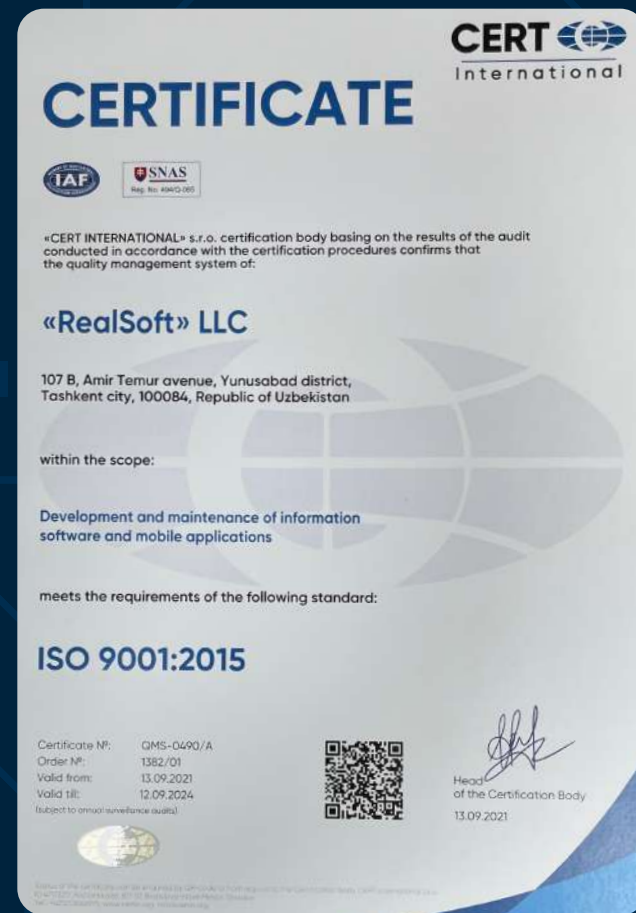 CERT
International
CERTIFICATE
IAF
SNAS
«CERT INTERNATIONAL» s.r.o. certification body basing on the results of the audit
conducted in accordance with the certification procedures confirms that
the quality management system of:
«RealSoft» LLC
107 B, Amir Temur avenue, Yunusabad district,
Tashkent city, 100084, Republic of Uzbekistan
within the scope:
Development and maintenance of information
software and mobile applications
meets the requirements of the following standard:
ISO 9001:2015
Certificate Nº: QMS-0490/A
Order Nº: 1382/01
Valid from: 13.09.2021
Valid till: 12.09.2024
(subject to annual surveillance audits)
Head
of the Certification Body
13.09.2021